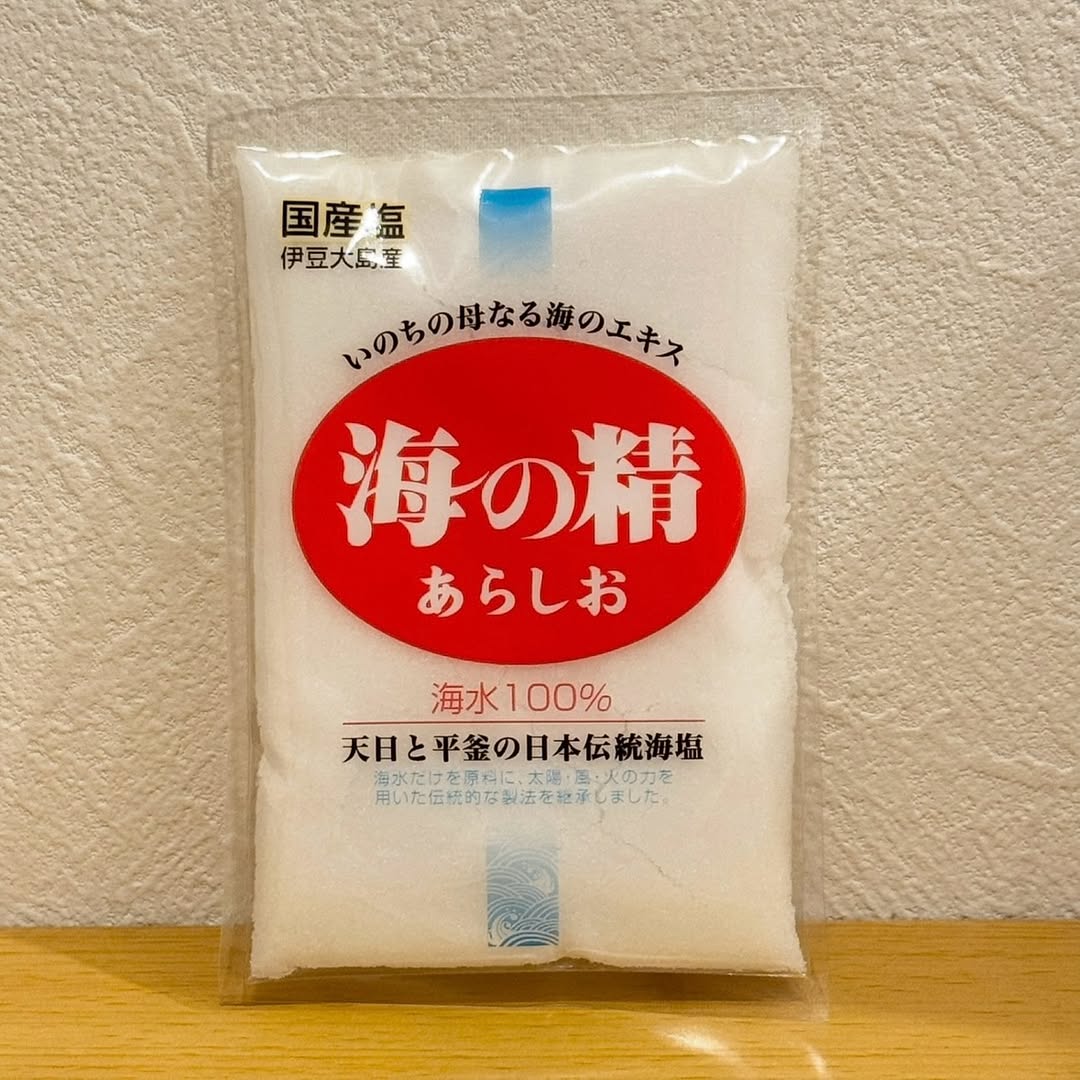 国産塩
伊豆大島産
いのちの母なる海のエキス
海の精
あらしお
海水100%
天日と平釜の日本伝統海塩
海水だけを原料に、太陽・風・火の力を
用いた伝統的な製法を継承しました。